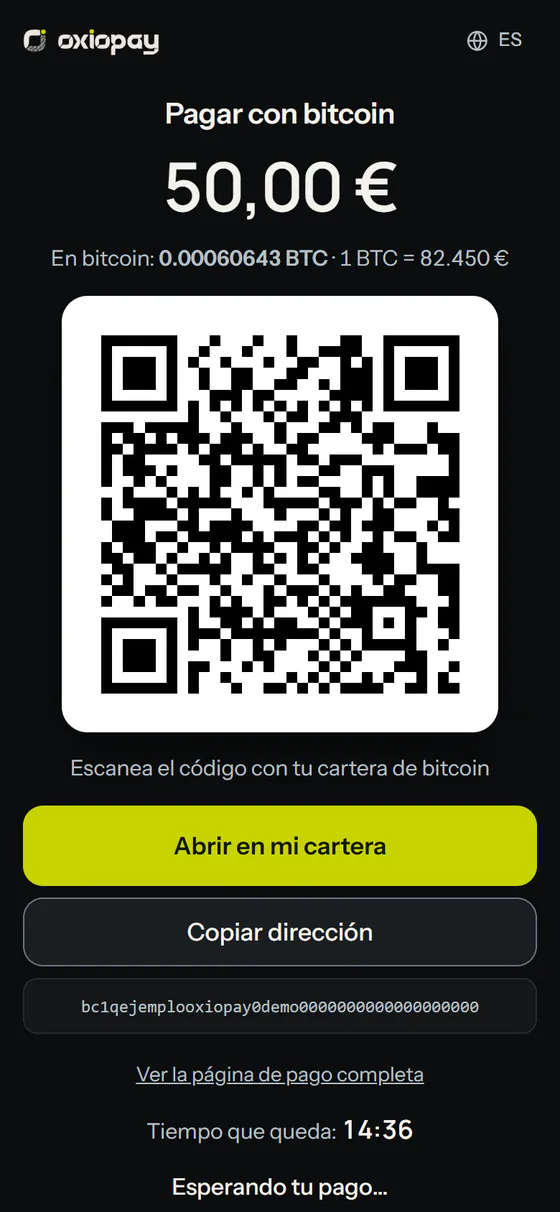 oxiopay
ES
Pagar con bitcoin
50,00 €
En bitcoin: 0.00060643 BTC · 1 BTC = 82.450 €
Escanea el código con tu cartera de bitcoin
Abrir en mi cartera
Copiar dirección
bc1qejemplooxiopay0demo0000000000000000000
Ver la página de pago completa
Tiempo que queda: 14:36
Esperando tu pago...